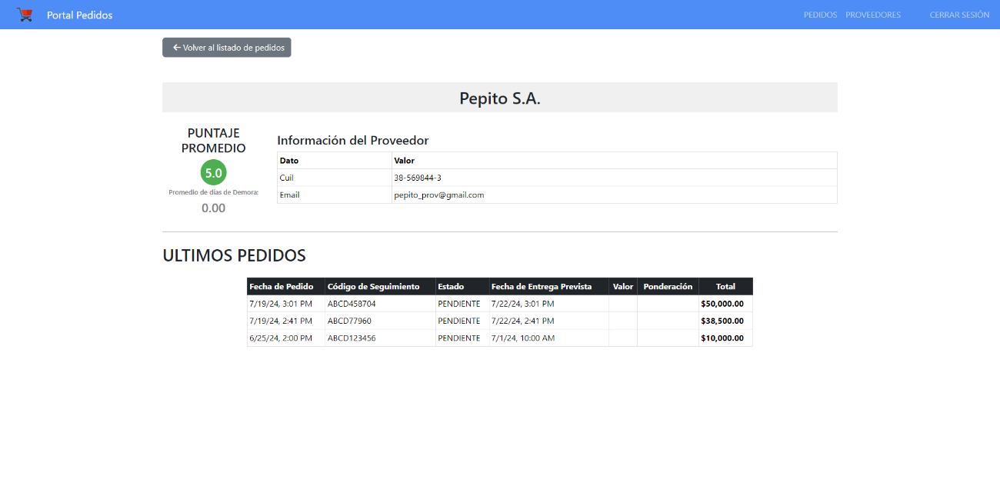 Portal Pedidos PEDIDOS PROVEEDORES CERRAR SESIÓN
Volver al listado de pedidos
Pepito S.A.
PUNTAJE
PROMEDIO
5.0
Promedio de días de Demora:
0.00
Información del Proveedor
Dato Valor
Cuil 38-569844-3
Email pepito_prov@gmail.com
ULTIMOS PEDIDOS
Fecha de Pedido Código de Seguimiento Estado Fecha de Entrega Prevista Valor Ponderación Total
7/19/24, 3:01 PM ABCD458704 PENDIENTE 7/22/24, 3:01 PM $50,000.00
7/19/24, 2:41 PM ABCD77960 PENDIENTE 7/22/24, 2:41 PM $38,500.00
6/25/24, 2:00 PM ABCD123456 PENDIENTE 7/1/24, 10:00 AM $10,000.00